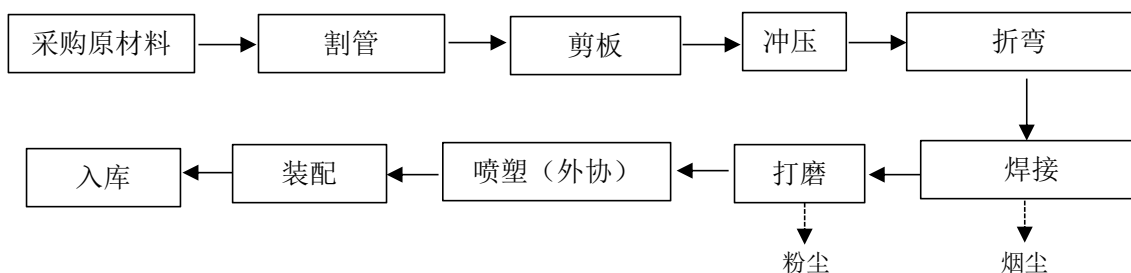 采购原材料
割管
剪板
冲压
折弯
焊接
打磨
喷塑（外协）
装配
入库
粉尘
烟尘